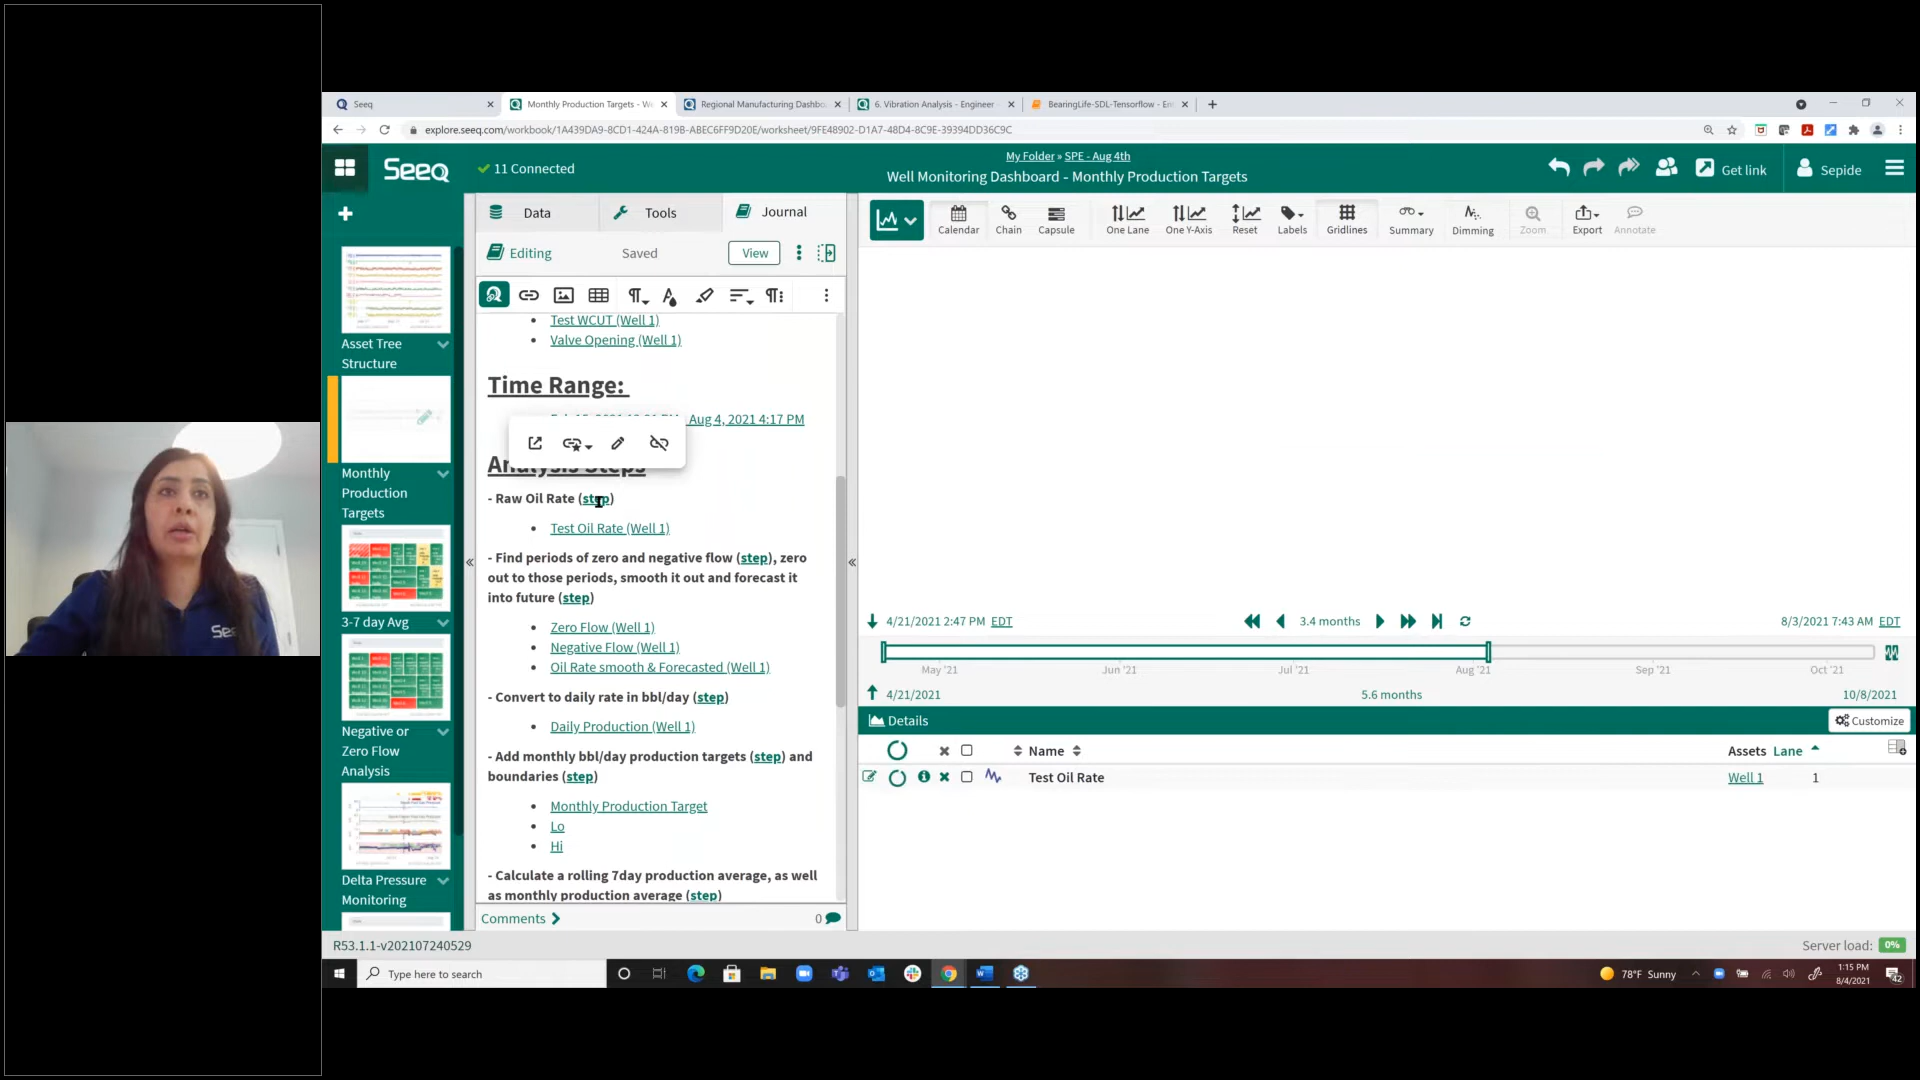 Seeq
Monthly Production Targets - We
Regional Manufacturing Dashbo
6. Vibration Analysis - Engineer
BearingLife-SDL-Tensorflow - En
explore.seeq.com/workbook/1A439DA9-8CD1-424A-819B-ABEC6FF9D20E/worksheet/9FE48902-D1A7-48D4-8C9E-39394DD36C9C
Seeq
11 Connected
My Folder » SPE - Aug 4th
Well Monitoring Dashboard - Monthly Production Targets
Get link
Sepide
Data
Tools
Journal
Editing
Saved
View
Calendar
Chain
Capsule
One Lane
One Y-Axis
Reset
Labels
Gridlines
Summary
Dimming
Zoom
Export
Annotate
Asset Tree
Structure
Monthly
Production
Targets
3-7 day Avg
Negative or
Zero Flow
Analysis
Delta Pressure
Monitoring
• Test WCUT (Well 1)
• Valve Opening (Well 1)
Time Range:
Aug 4, 2021 4:17 PM
Analysis Steps
- Raw Oil Rate (step)
• Test Oil Rate (Well 1)
- Find periods of zero and negative flow (step), zero
out to those periods, smooth it out and forecast it
into future (step)
• Zero Flow (Well 1)
• Negative Flow (Well 1)
• Oil Rate smooth & Forecasted (Well 1)
- Convert to daily rate in bbl/day (step)
• Daily Production (Well 1)
- Add monthly bbl/day production targets (step) and
boundaries (step)
• Monthly Production Target
• Lo
• Hi
- Calculate a rolling 7day production average, as well
as monthly production average (step)
Comments
0
4/21/2021 2:47 PM EDT
3.4 months
8/3/2021 7:43 AM EDT
May '21
Jun '21
Jul '21
Aug '21
Sep '21
Oct '21
4/21/2021
5.6 months
10/8/2021
Details
Customize
Name
Assets
Lane
Test Oil Rate
Well 1
1
R53.1.1-v202107240529
Server load: 0%
Type here to search
78°F Sunny
1:15 PM
8/4/2021
42
See